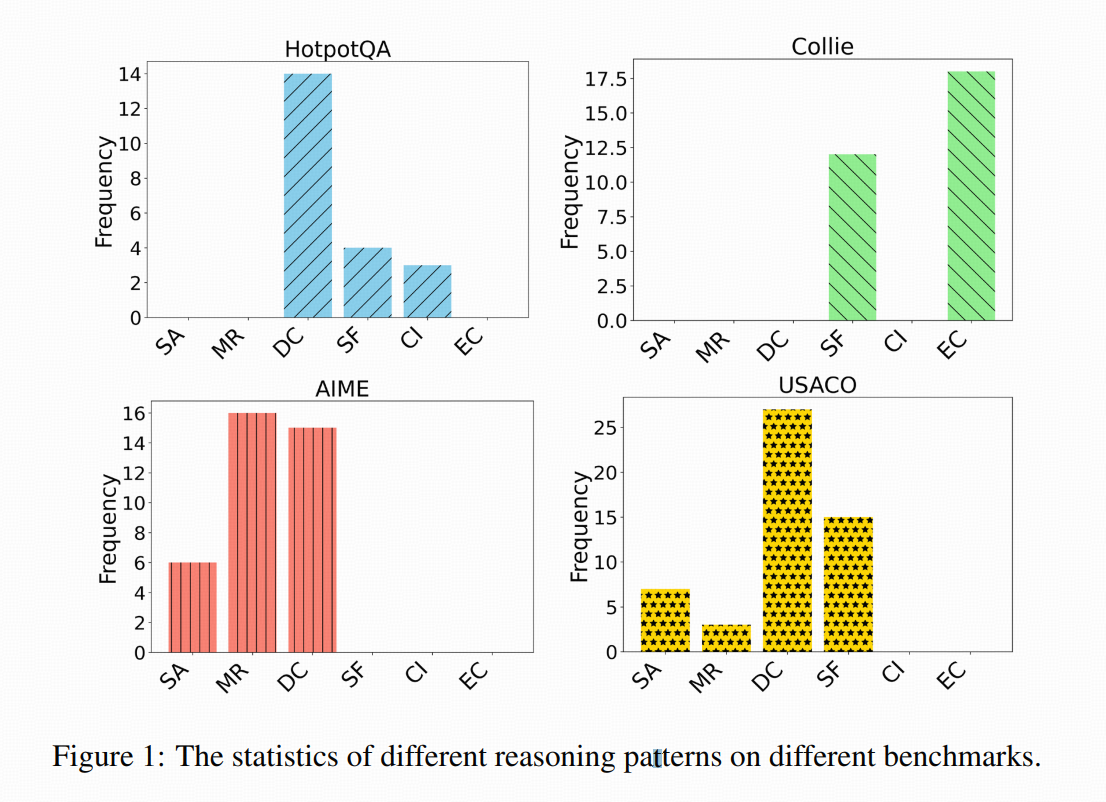 HotpotQA
Frequency
14
12
10
8
6
4
2
0
SA MR DC SF CI EC
Collie
Frequency
17.5
15.0
12.5
10.0
7.5
5.0
2.5
0.0
SA MR DC SF CI EC
AIME
Frequency
16
14
12
10
8
6
4
2
0
SA MR DC SF CI EC
USACO
Frequency
25
20
15
10
5
0
SA MR DC SF CI EC
Figure 1: The statistics of different reasoning patterns on different benchmarks.